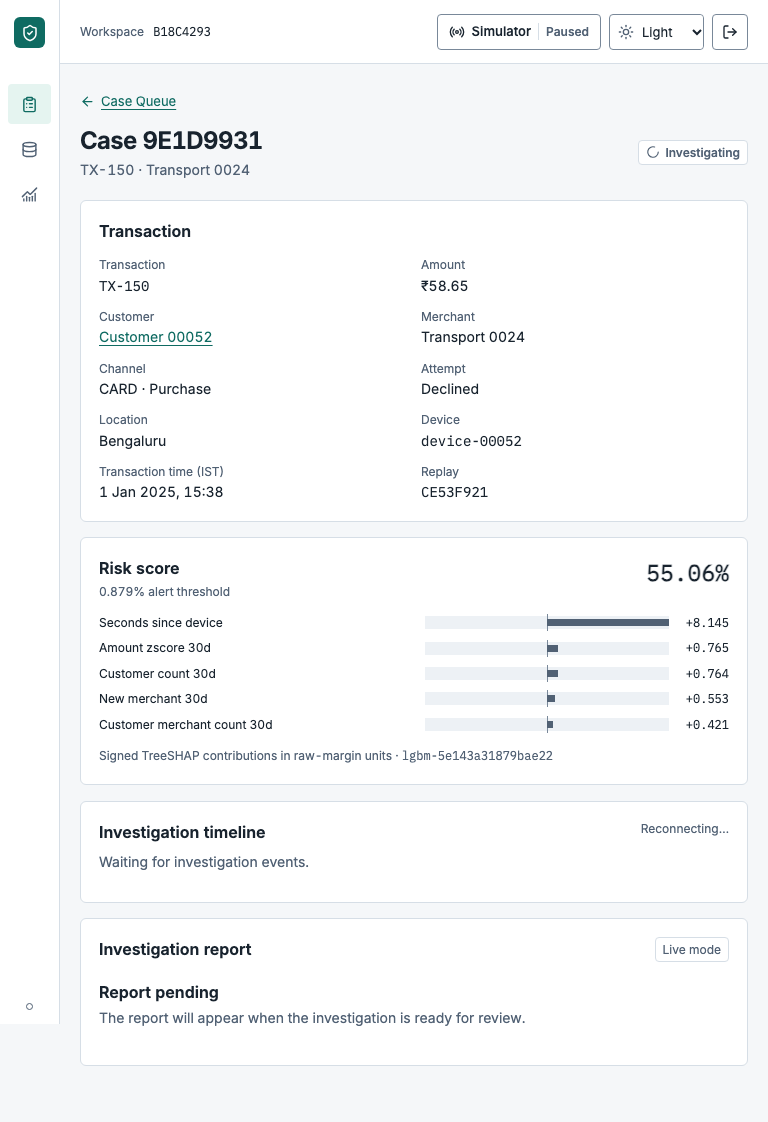 Workspace B18C4293
Simulator Paused
Light
Case Queue
Case 9E1D9931
TX-150 · Transport 0024
Investigating
Transaction
Transaction
TX-150
Amount
₹58.65
Customer
Customer 00052
Merchant
Transport 0024
Channel
CARD · Purchase
Attempt
Declined
Location
Bengaluru
Device
device-00052
Transaction time (IST)
1 Jan 2025, 15:38
Replay
CE53F921
Risk score
55.06%
0.879% alert threshold
Seconds since device +8.145
Amount zscore 30d +0.765
Customer count 30d +0.764
New merchant 30d +0.553
Customer merchant count 30d +0.421
Signed TreeSHAP contributions in raw-margin units · lgbm-5e143a31879bae22
Investigation timeline
Reconnecting…
Waiting for investigation events.
Investigation report
Live mode
Report pending
The report will appear when the investigation is ready for review.